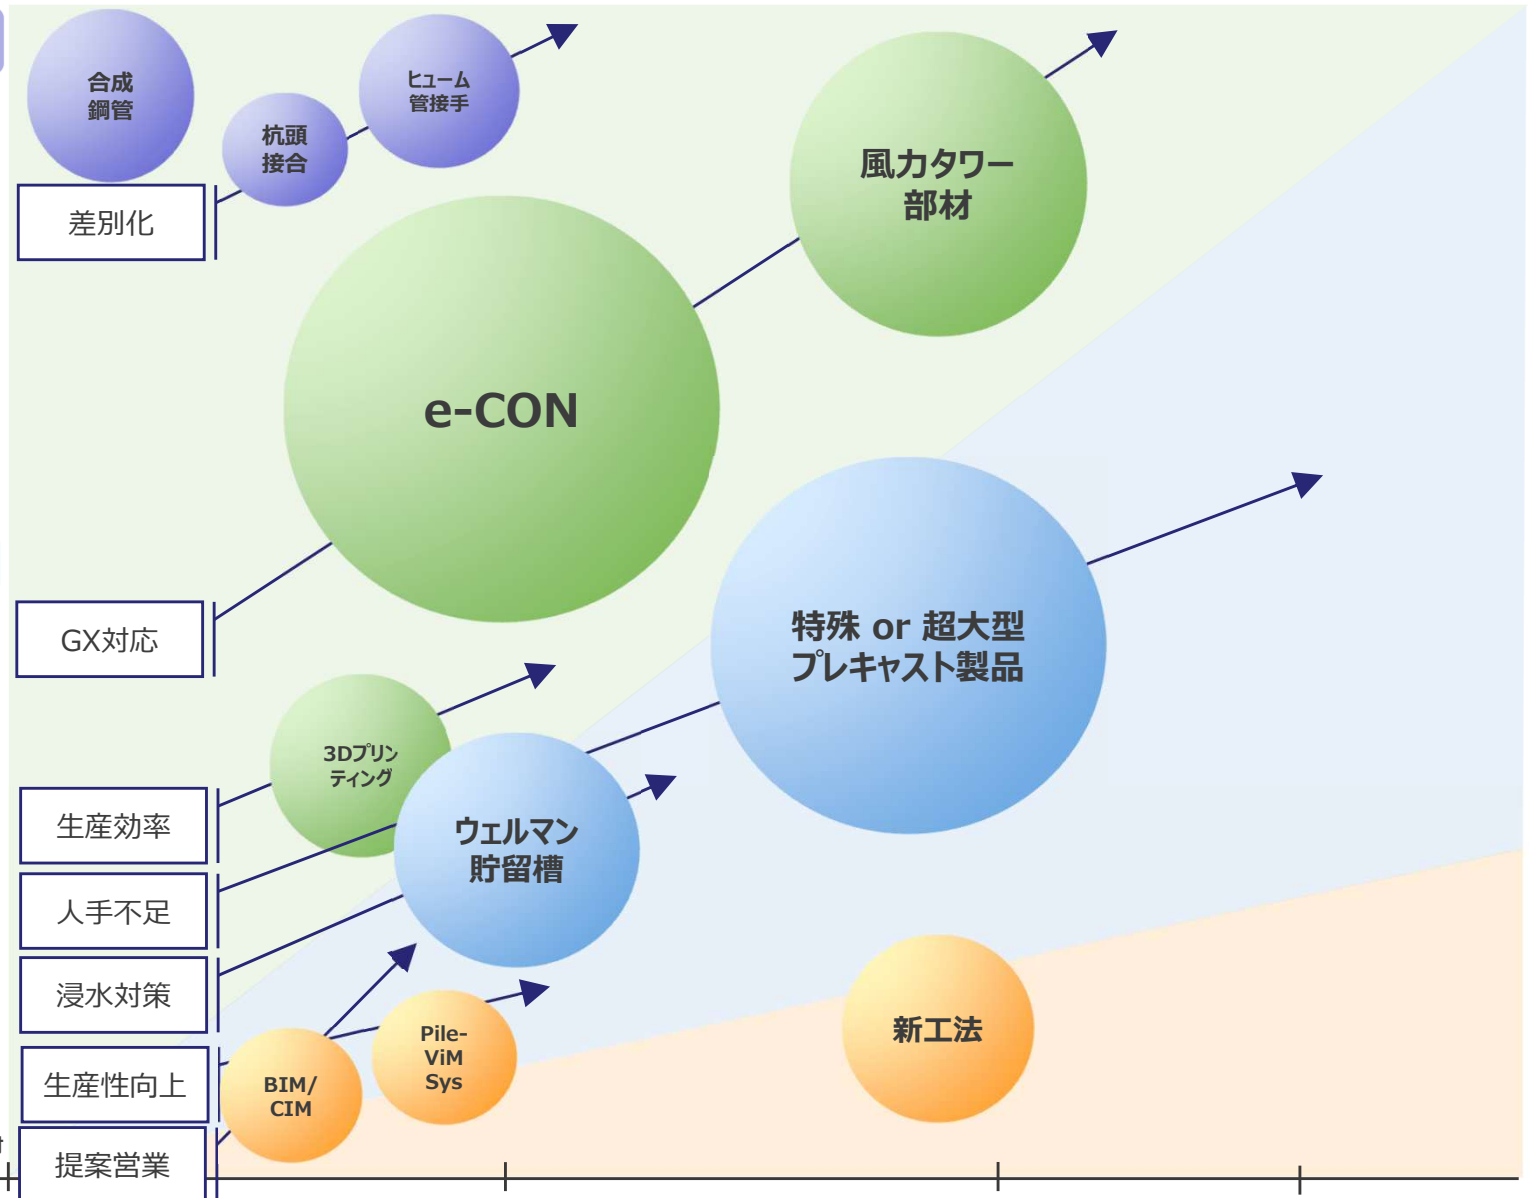 合成
鋼管
杭頭
接合
ヒューム
管接手
差別化
風力タワー
部材
e-CON
GX対応
特殊 or 超大型
プレキャスト製品
3Dプリン
ティング
生産効率
ウェルマン
貯留槽
人手不足
浸水対策
Pile-
ViM
Sys
新工法
生産性向上
BIM/
CIM
提案営業